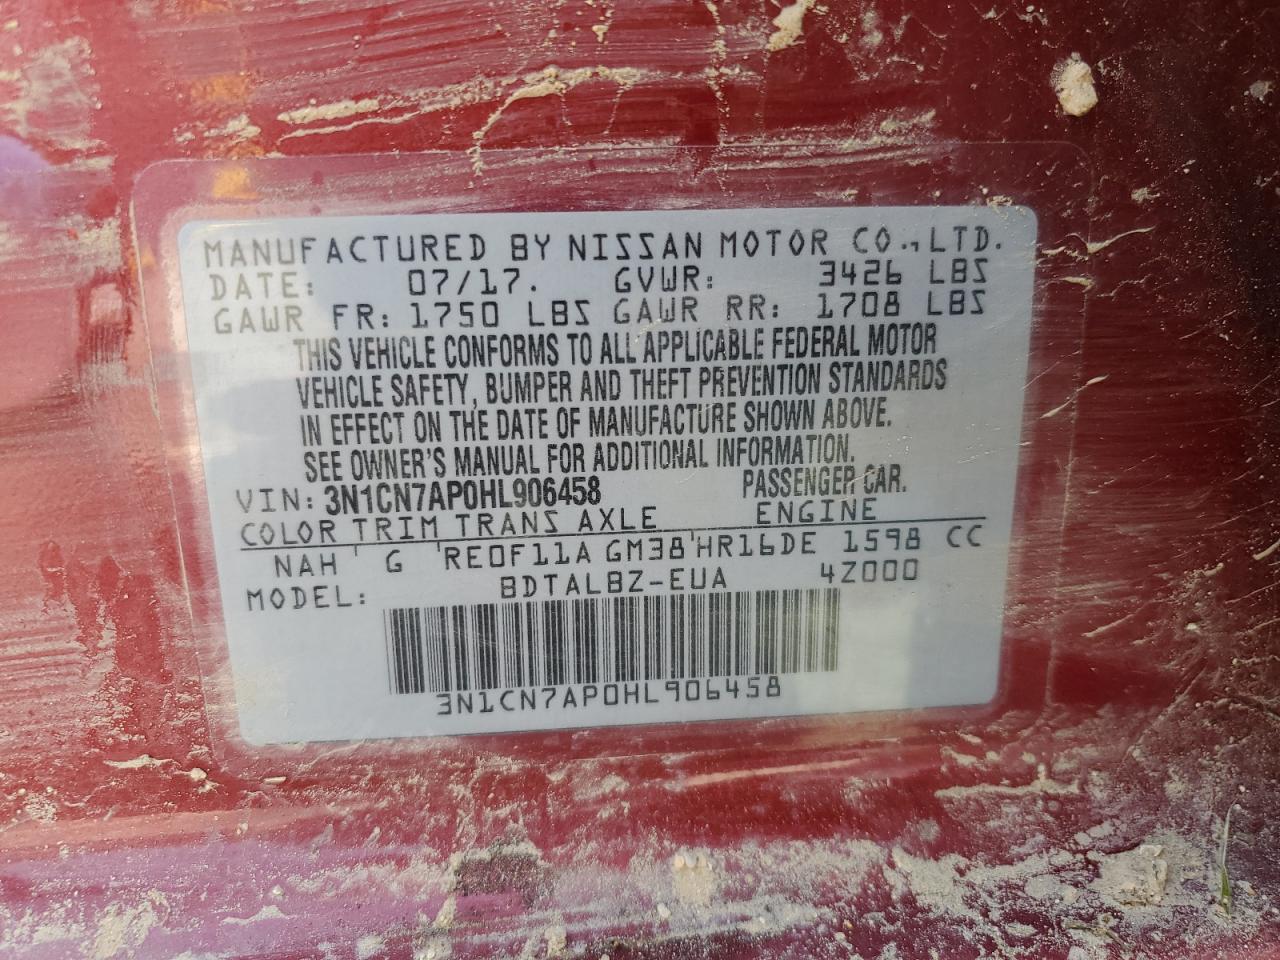 MANUFACTURED BY NISSAN MOTOR CO., LTD.
DATE: 07/17. GVWR: 3426 LBS
GAWR FR: 1750 LBS GAWR RR: 1708 LBS
THIS VEHICLE CONFORMS TO ALL APPLICABLE FEDERAL MOTOR
VEHICLE SAFETY, BUMPER AND THEFT PREVENTION STANDARDS
IN EFFECT ON THE DATE OF MANUFACTURE SHOWN ABOVE.
SEE OWNER'S MANUAL FOR ADDITIONAL INFORMATION.
VIN: 3N1CN7AP0HL906458 PASSENGER CAR.
COLOR TRIM TRANS AXLE ENGINE
NAH G RE0F11A GM38 HR16DE 1598 CC
MODEL: BDTALBZ-EUA 4Z000
3N1CN7AP0HL906458